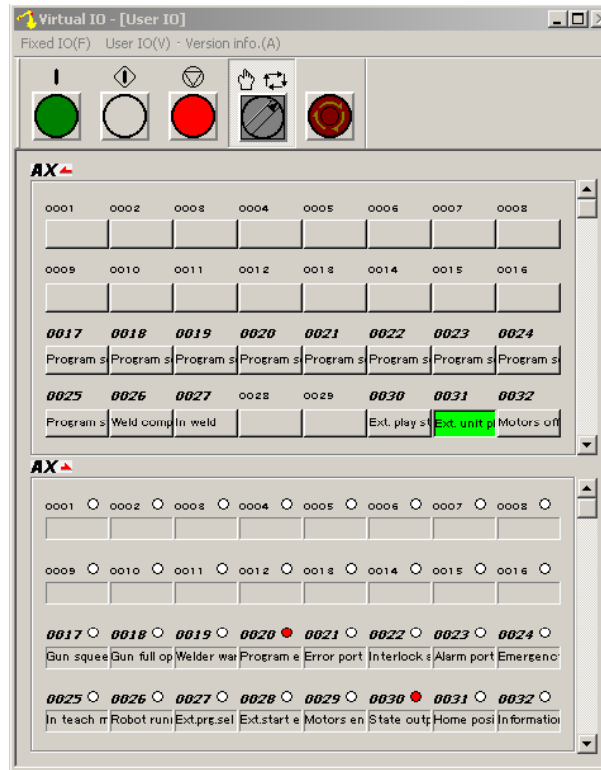 Virtual IO - [User IO]
Fixed IO(F) User IO(V) - Version info.(A)
AX
0001 0002 0003 0004 0005 0006 0007 0008
0009 0010 0011 0012 0013 0014 0015 0016
0017 0018 0019 0020 0021 0022 0023 0024
Program s Program s Program s Program s Program s Program s Program s Program s
0025 0026 0027 0028 0029 0030 0031 0032
Program s Weld comp In weld Ext. play st Ext. unit pl Motors off
AX
0001 0002 0003 0004 0005 0006 0007 0008
0009 0010 0011 0012 0013 0014 0015 0016
0017 0018 0019 0020 0021 0022 0023 0024
Gun squee Gun full op Welder war Program e Error port Interlock s Alarm port Emergenc
0025 0026 0027 0028 0029 0030 0031 0032
In teach m Robot runi Ext.prg.sel Ext.start e Motors en State outp Home posi Information